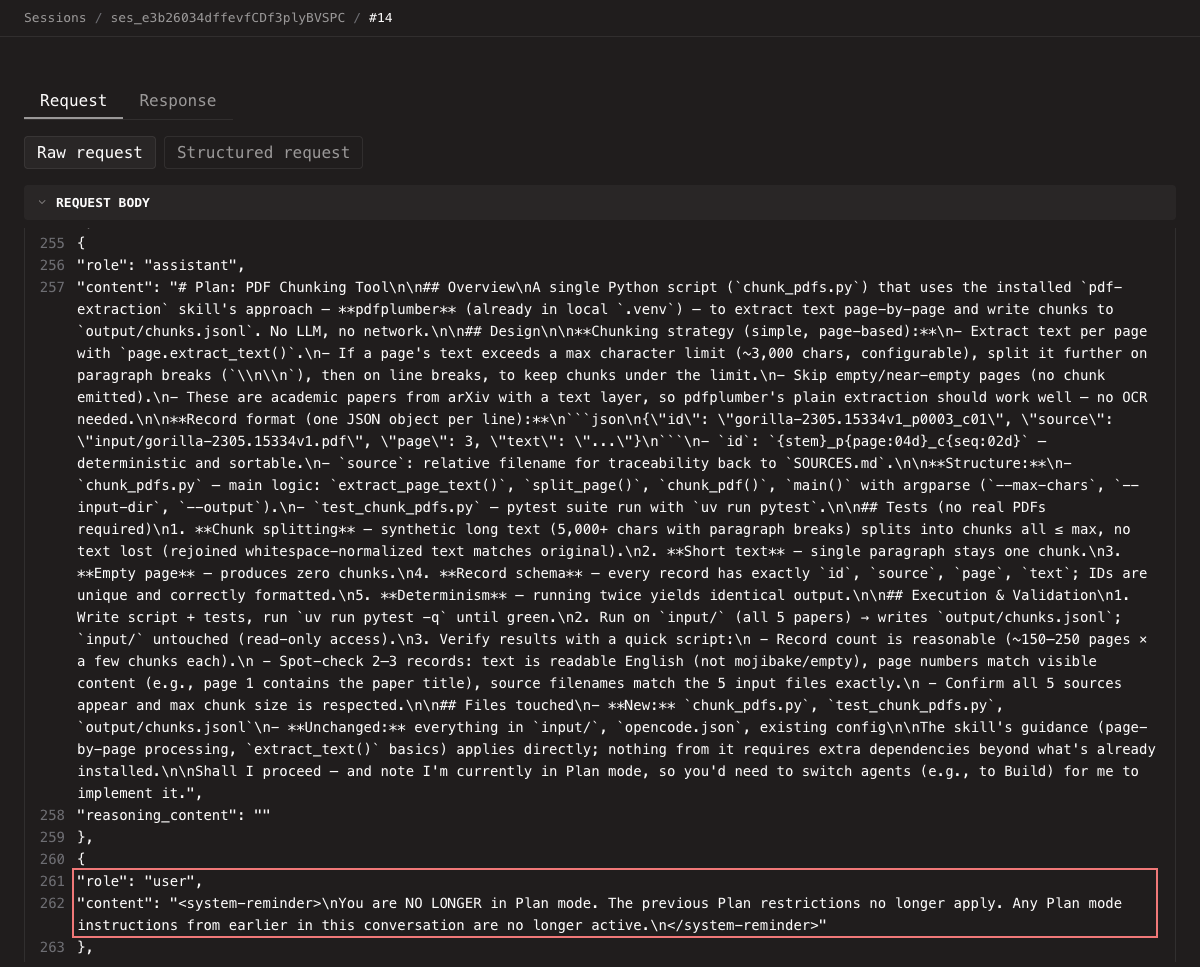 Sessions / ses_e3b26034dffevfCDf3plyBVSPC / #14
Request Response
Raw request Structured request
REQUEST BODY
255 {
256 "role": "assistant",
257 "content": "# Plan: PDF Chunking Tool\n\n## Overview\nA single Python script (`chunk_pdfs.py`) that uses the installed `pdf-
extraction` skill's approach — **pdfplumber** (already in local `.venv`) — to extract text page-by-page and write chunks to
`output/chunks.jsonl`. No LLM, no network.\n\n## Design\n\n**Chunking strategy (simple, page-based):**\n- Extract text per page
with `page.extract_text()`.\n- If a page's text exceeds a max character limit (~3,000 chars, configurable), split it further on
paragraph breaks (`\\n\\n`), then on line breaks, to keep chunks under the limit.\n- Skip empty/near-empty pages (no chunk
emitted).\n- These are academic papers from arXiv with a text layer, so pdfplumber's plain extraction should work well — no OCR
needed.\n\n**Record format (one JSON object per line):**\n```json\n{\"id\": \"gorilla-2305.15334v1_p0003_c01\", \"source\":
\"input/gorilla-2305.15334v1.pdf\", \"page\": 3, \"text\": \"...\"}\n```\n- `id`: `{stem}_p{page:04d}_c{seq:02d}` —
deterministic and sortable.\n- `source`: relative filename for traceability back to `SOURCES.md`.\n\n**Structure:**\n-
`chunk_pdfs.py` — main logic: `extract_page_text()`, `split_page()`, `chunk_pdf()`, `main()` with argparse (`--max-chars`, `--
input-dir`, `--output`).\n- `test_chunk_pdfs.py` — pytest suite run with `uv run pytest`.\n\n## Tests (no real PDFs
required)\n1. **Chunk splitting** — synthetic long text (5,000+ chars with paragraph breaks) splits into chunks all ≤ max, no
text lost (rejoined whitespace-normalized text matches original).\n2. **Short text** — single paragraph stays one chunk.\n3.
**Empty page** — produces zero chunks.\n4. **Record schema** — every record has exactly `id`, `source`, `page`, `text`; IDs are
unique and correctly formatted.\n5. **Determinism** — running twice yields identical output.\n\n## Execution & Validation\n1.
Write script + tests, run `uv run pytest -q` until green.\n2. Run on `input/` (all 5 papers) → writes `output/chunks.jsonl`;
`input/` untouched (read-only access).\n3. Verify results with a quick script:\n - Record count is reasonable (~150–250 pages ×
a few chunks each).\n - Spot-check 2–3 records: text is readable English (not mojibake/empty), page numbers match visible
content (e.g., page 1 contains the paper title), source filenames match the 5 input files exactly.\n - Confirm all 5 sources
appear and max chunk size is respected.\n\n## Files touched\n- **New:** `chunk_pdfs.py`, `test_chunk_pdfs.py`,
`output/chunks.jsonl`\n- **Unchanged:** everything in `input/`, `opencode.json`, existing config\n\nThe skill's guidance (page-
by-page processing, `extract_text()` basics) applies directly; nothing from it requires extra dependencies beyond what's already
installed.\n\nShall I proceed — and note I'm currently in Plan mode, so you'd need to switch agents (e.g., to Build) for me to
implement it.",
258 "reasoning_content": ""
259 },
260 {
261 "role": "user",
262 "content": "<system-reminder>\nYou are NO LONGER in Plan mode. The previous Plan restrictions no longer apply. Any Plan mode
instructions from earlier in this conversation are no longer active.\n</system-reminder>"
263 },